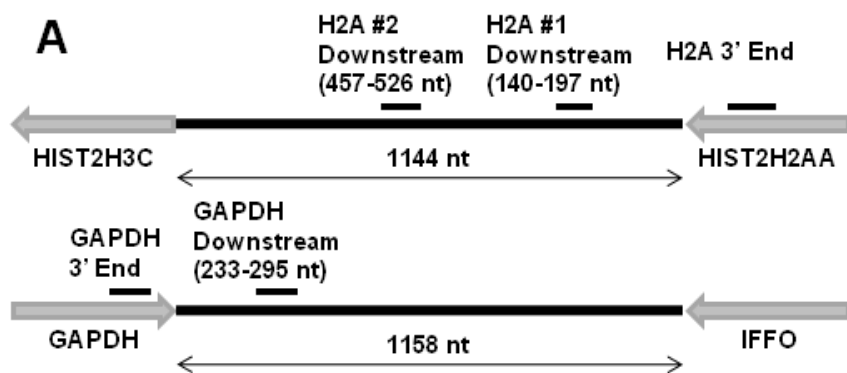 A
H2A #2
Downstream
(457-526 nt)
H2A #1
Downstream
(140-197 nt)
H2A 3' End
HIST2H3C
1144 nt
HIST2H2AA
GAPDH
3' End
GAPDH
Downstream
(233-295 nt)
GAPDH
1158 nt
IFFO